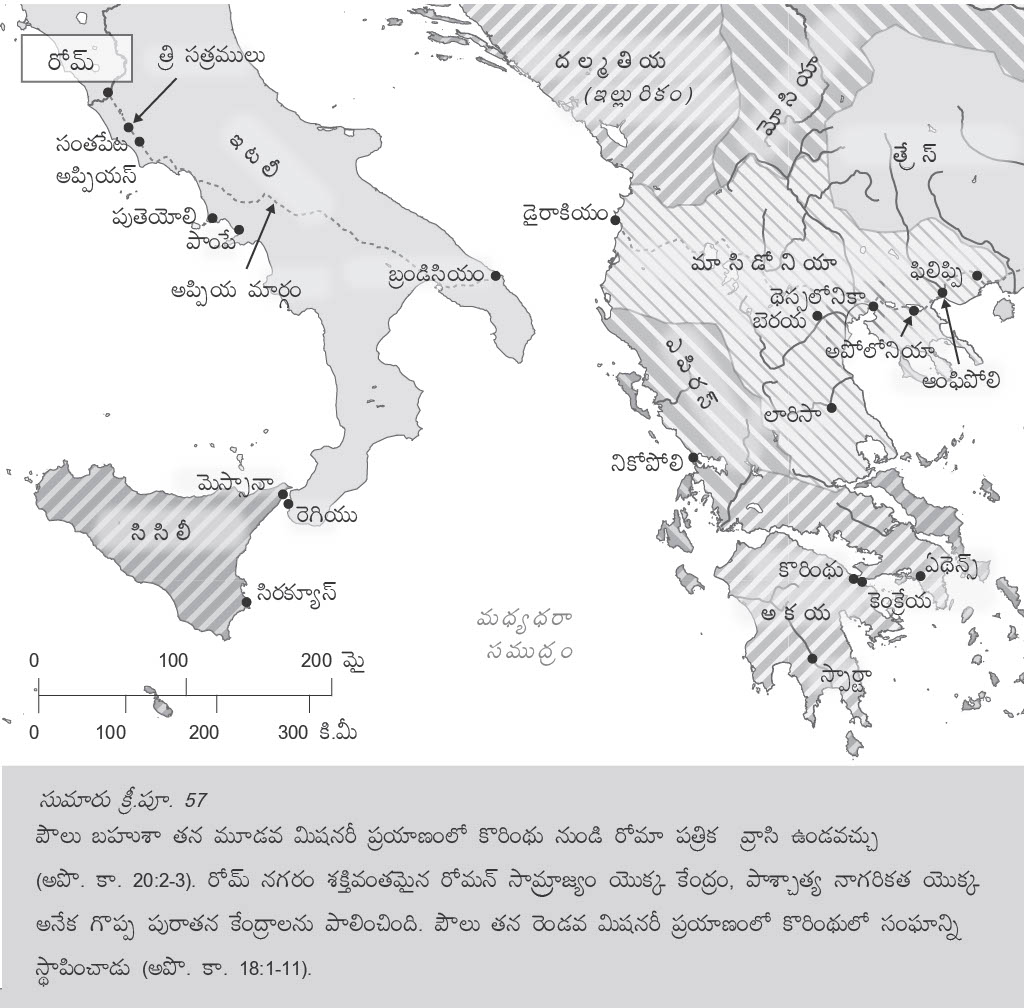 రోమ్
త్రి సత్రములు
సంతపేట
అప్పియస్
ఇటలీ
పుతెయోలి
పాంపే
అప్పియ మార్గం
బ్రండిసియం
దల్మతియ
(ఇల్లురికం)
మోసియా
త్రేస్
డైరాకియం
మాసిడోనియా
ఫిలిప్పి
థెస్సలోనికా
బెరయ
అపోలోనియా
ఆంఫిపోలి
లారిసా
నికోపోలి
మెస్సానా
రెగియు
సిసిలీ
సిరక్యూస్
కొరింథు
ఏథెన్స్
కెంక్రేయ
అకయ
స్పార్టా
మధ్యధరా
సముద్రం
0 100 200 మై
0 100 200 300 కి.మీ
సుమారు క్రీ.పూ. 57
పౌలు బహుశా తన మూడవ మిషనరీ ప్రయాణంలో కొరింథు నుండి రోమా పత్రిక వ్రాసి ఉండవచ్చు
(అపొ. కా. 20:2-3). రోమ్ నగరం శక్తివంతమైన రోమన్ సామ్రాజ్యం యొక్క కేంద్రం, పాశ్చాత్య నాగరికత యొక్క
అనేక గొప్ప పురాతన కేంద్రాలను పాలించింది. పౌలు తన రెండవ మిషనరీ ప్రయాణంలో కొరింథులో సంఘాన్ని
స్థాపించాడు (అపొ. కా. 18:1-11).